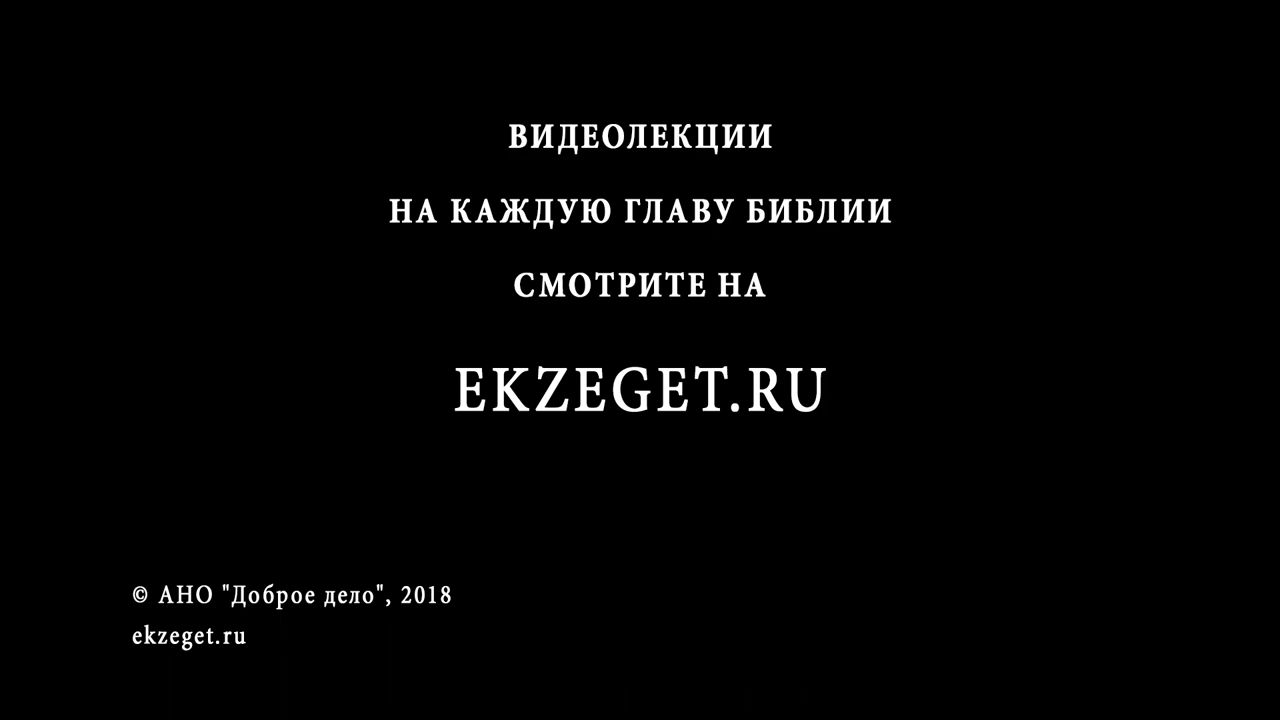 ВИДЕОЛЕКЦИИ
НА КАЖДУЮ ГЛАВУ БИБЛИИ
СМОТРИТЕ НА
EKZEGET.RU
© АНО "Доброе дело", 2018
ekzeget.ru